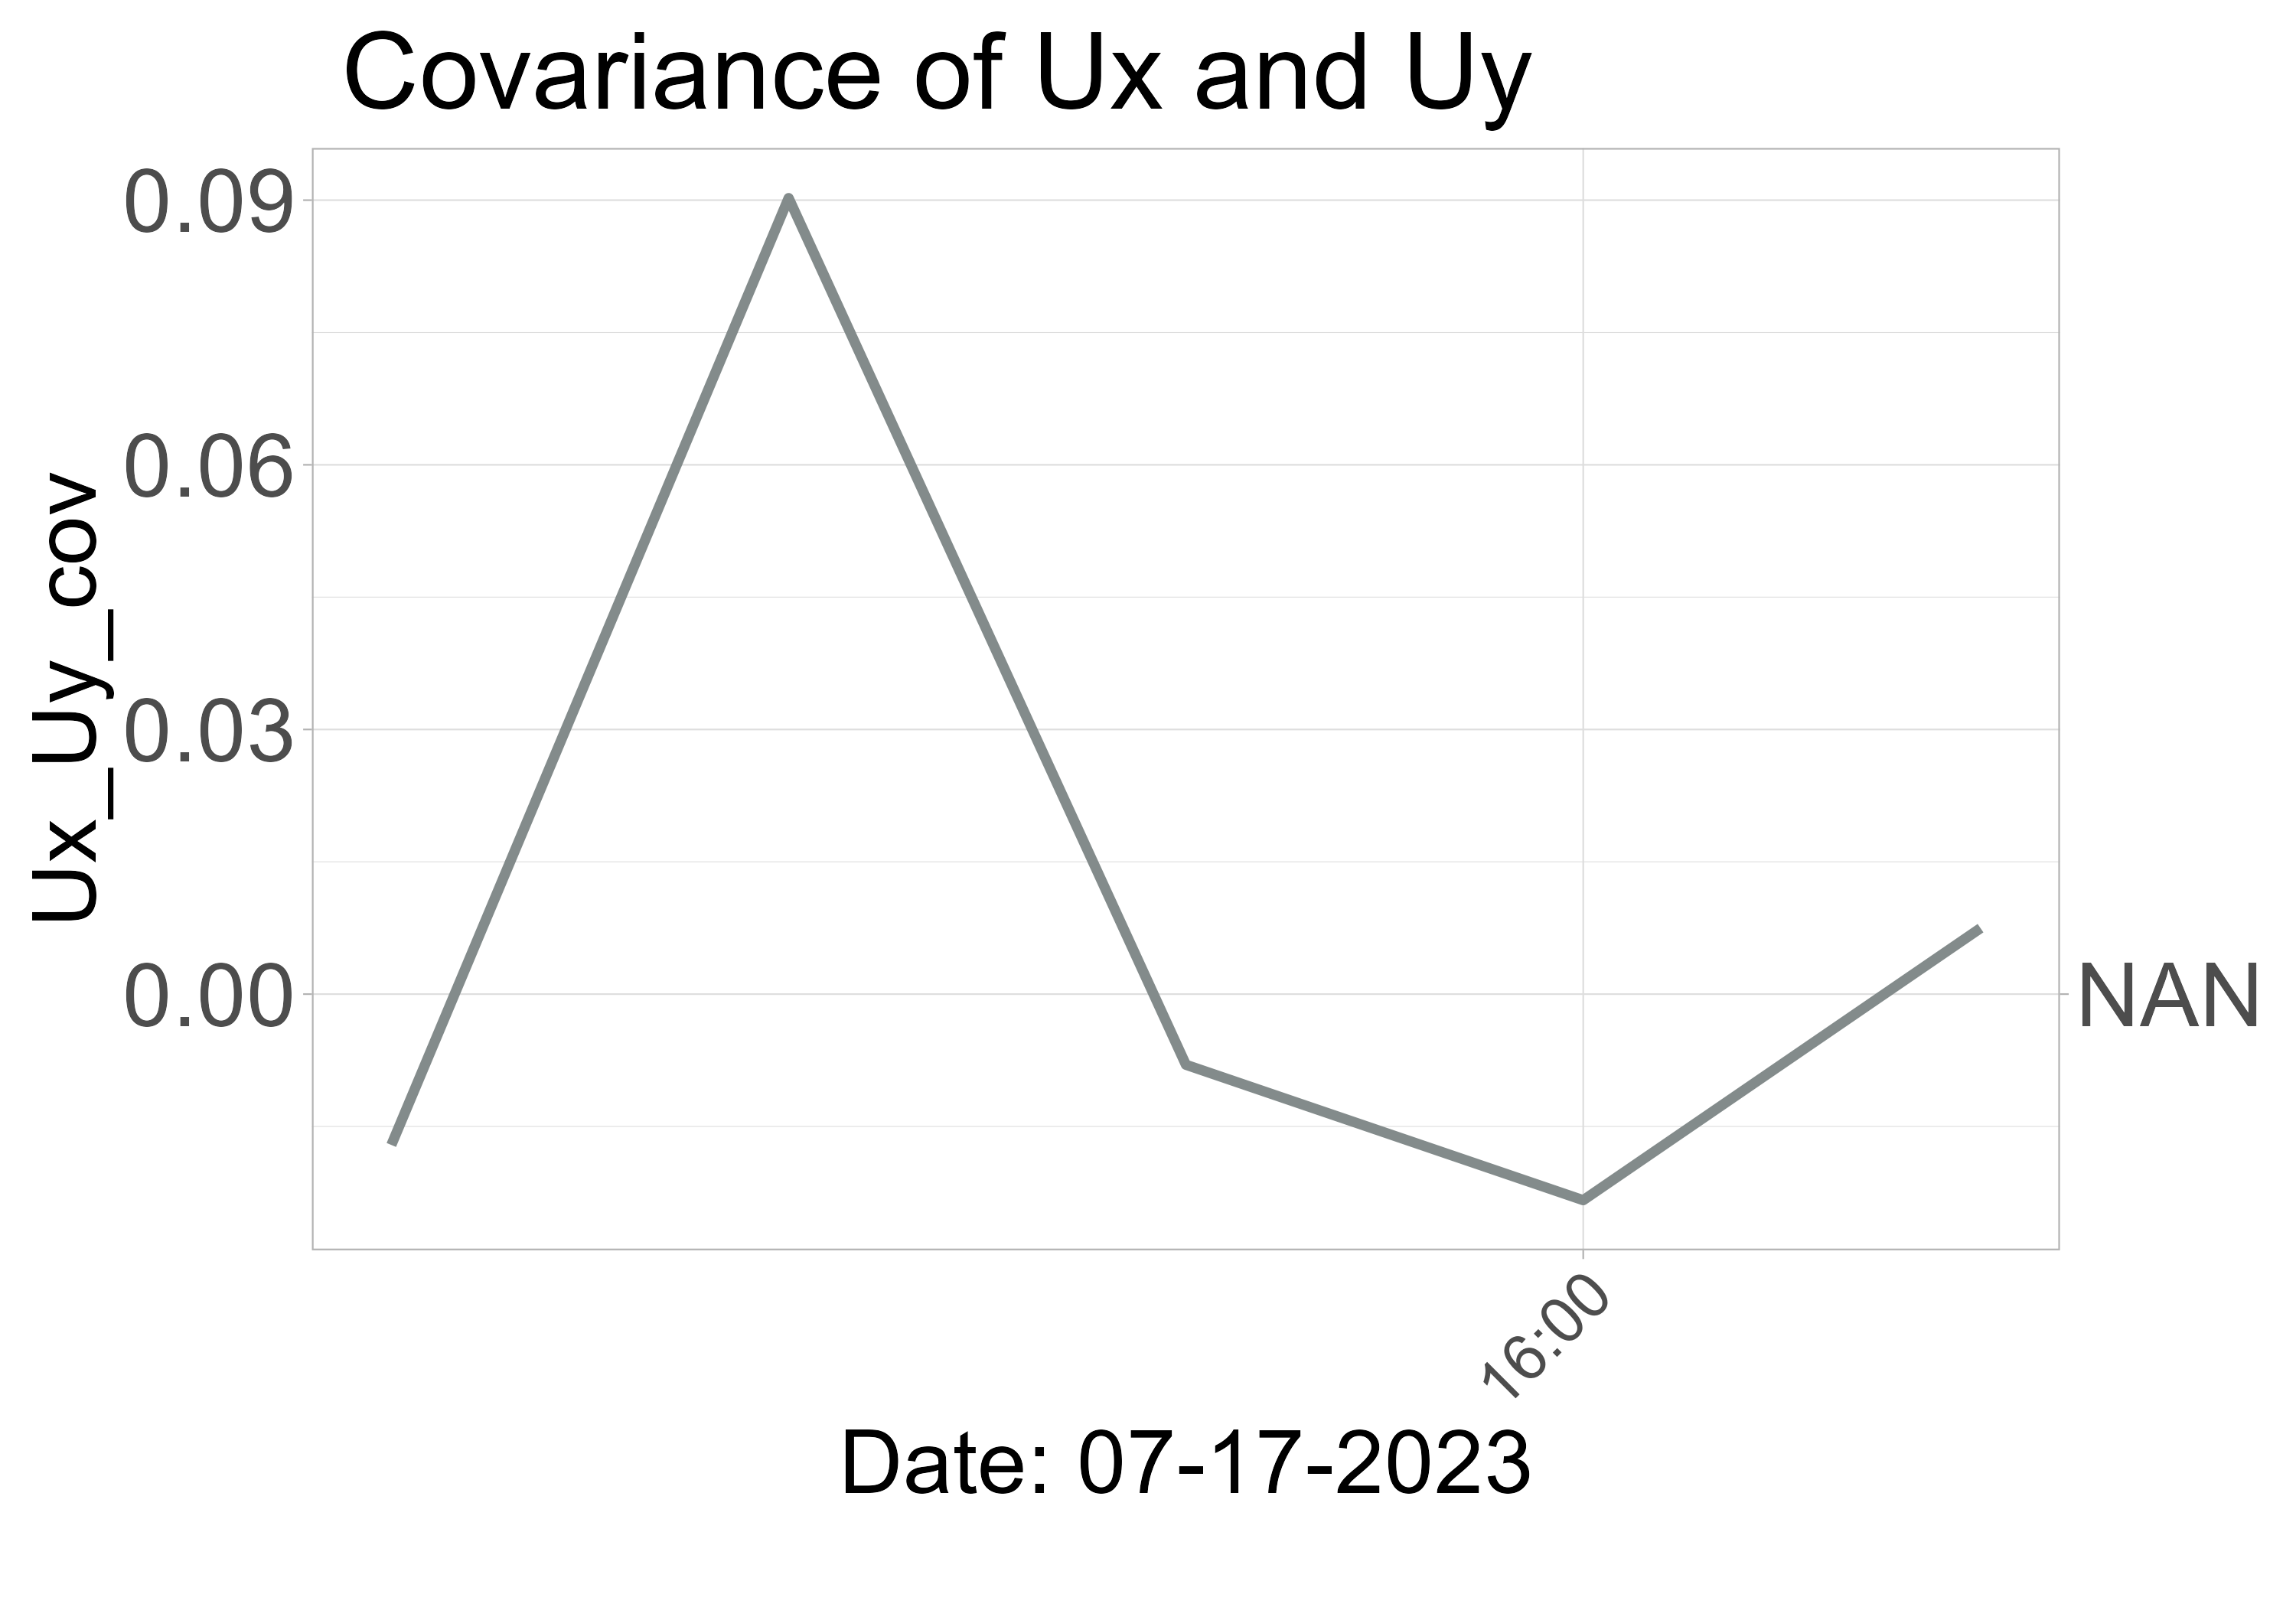 Covariance of Ux and Uy
Ux_Uy_cov
0.09
0.06
0.03
0.00
NAN
16:00
Date: 07-17-2023